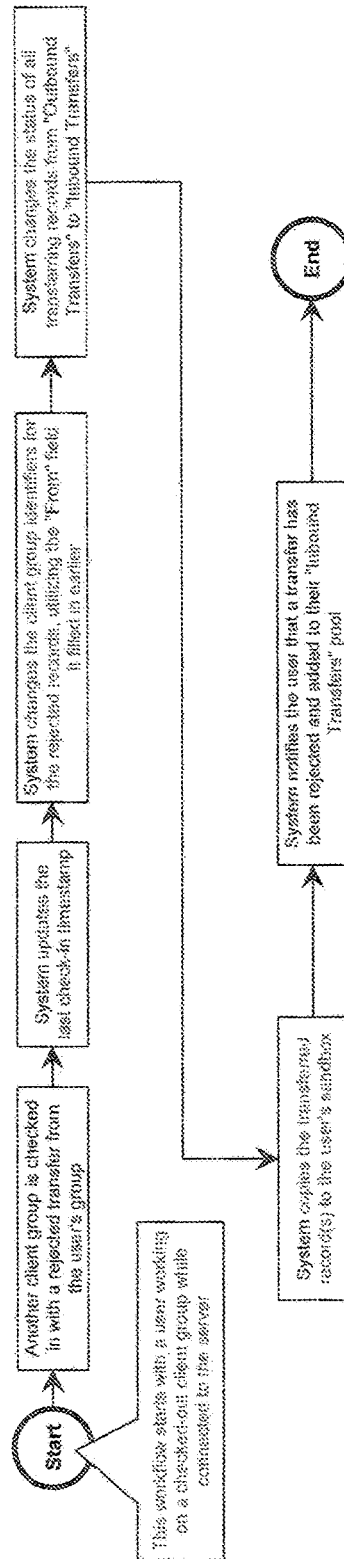 Start
This workflow starts with a user working
on a checked-out client group while
connected to the server
Another client group is checked
in with a rejected transfer from
the user's group
System updates the
last check-in timestamp
System changes the client group identifiers for
the rejected records, utilizing the "From" field
it filled in earlier
System changes the status of all
transferring records from "Outbound
Transfers" to "Inbound Transfers"
System copies the transferred
record(s) to the user's sandbox
System notifies the user that a transfer has
been rejected and added to their "Inbound
Transfers" pool
End